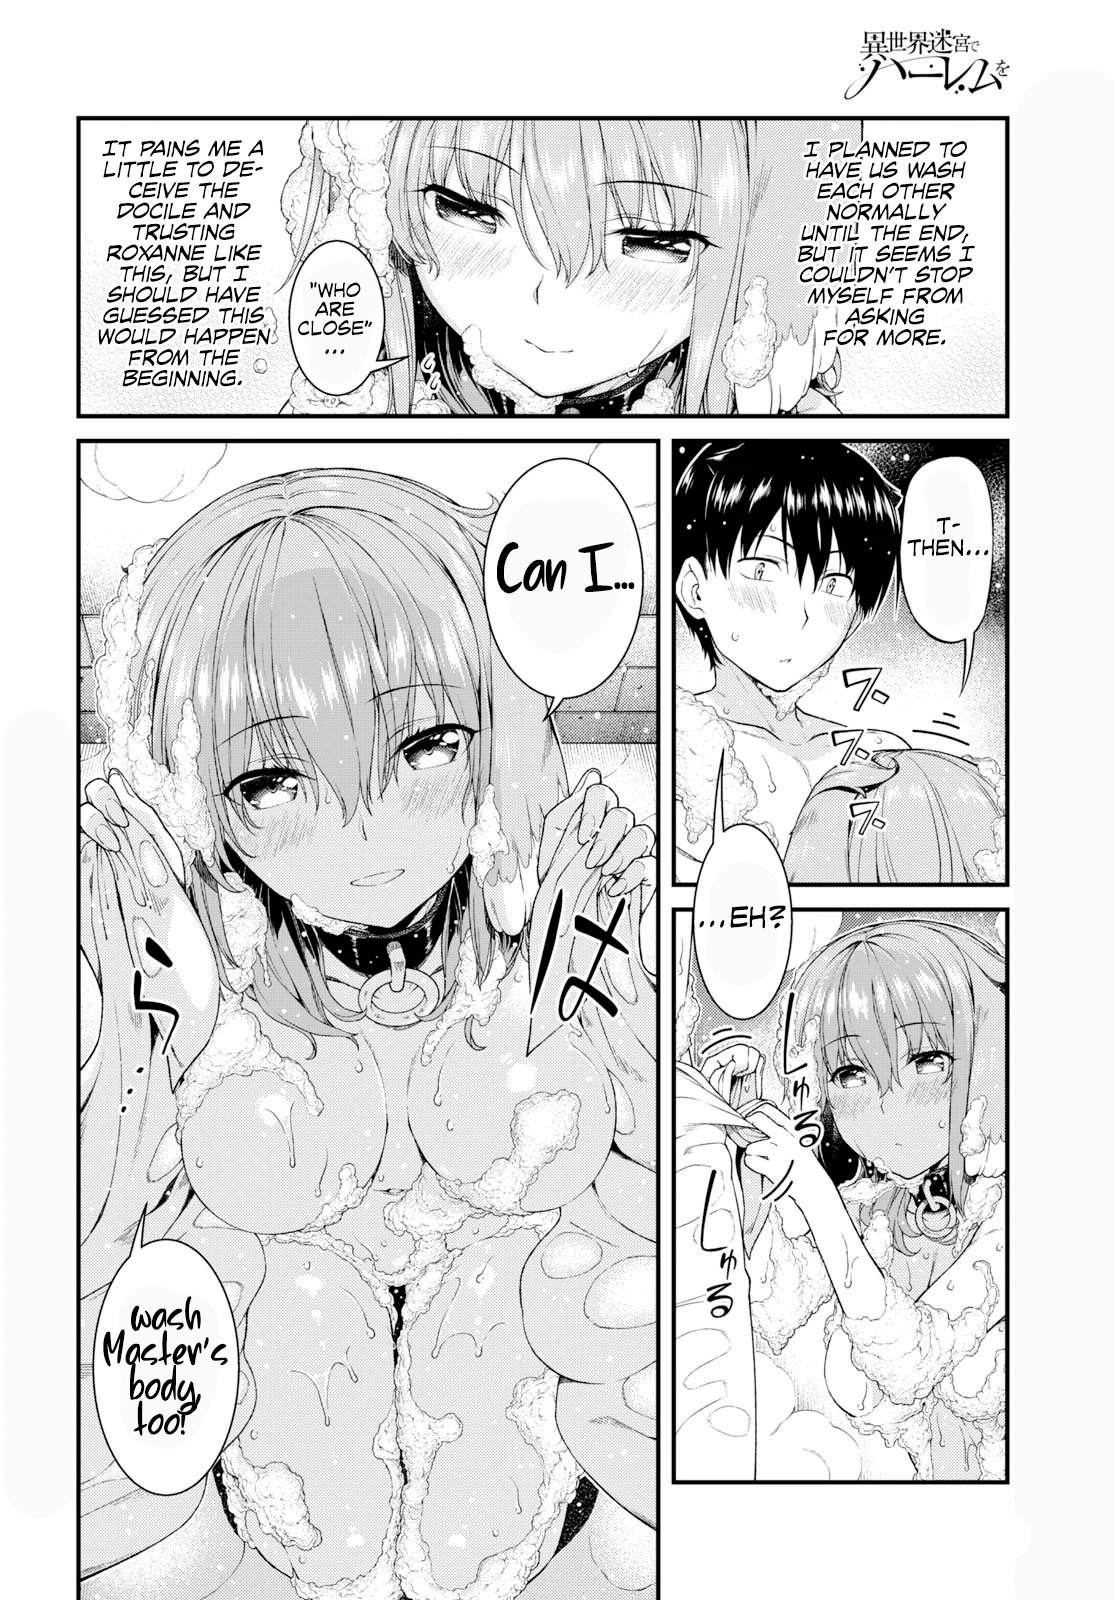 異世界迷宮で
ハーレムを
I PLANNED TO
HAVE US WASH
EACH OTHER
NORMALLY
UNTIL THE END,
BUT IT SEEMS I
COULDN'T STOP
MYSELF FROM
ASKING
FOR MORE.
"WHO
ARE
CLOSE"
...
IT PAINS ME A
LITTLE TO DE-
CEIVE THE
DOCILE AND
TRUSTING
ROXANNE LIKE
THIS, BUT I
SHOULD HAVE
GUESSED THIS
WOULD HAPPEN
FROM THE
BEGINNING.
T-
THEN...
フー
フー
フー
...EH?
しゅる
しゅる
Can I...
は
ら
...
wash
Master's
body,
too?